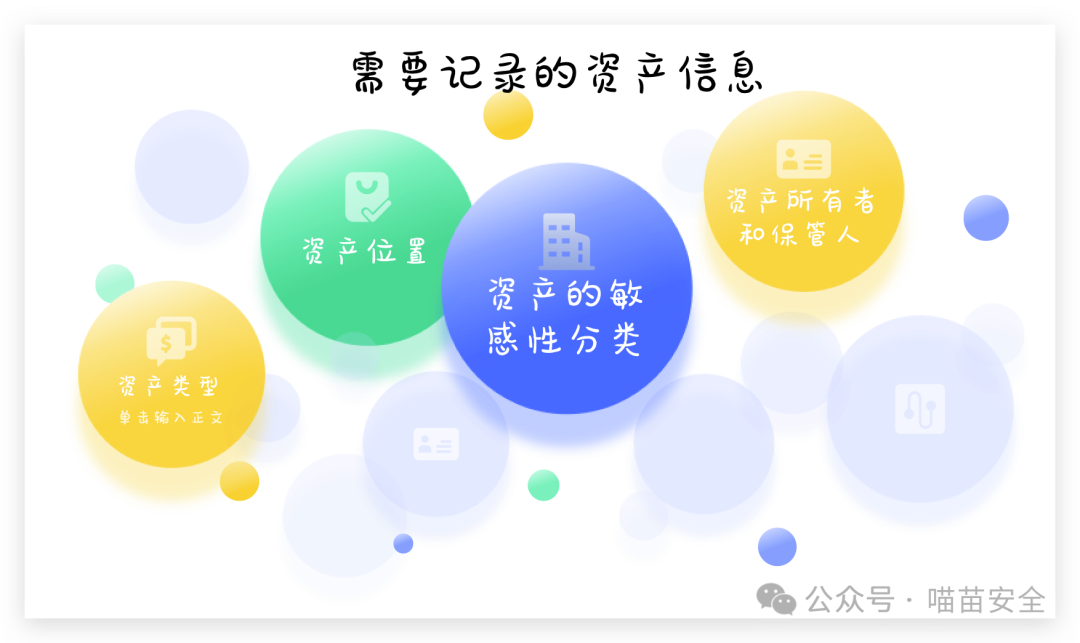 需要记录的资产信息
资产所有者
和保管人
资产位置
资产的敏
感性分类
资产类型
单击输入正文
$
公众号 · 喵苗安全